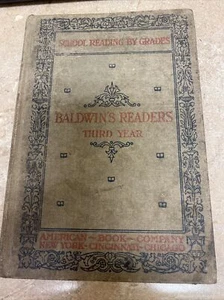 SCHOOL READING BY GRADES
BALDWIN'S READERS
THIRD YEAR
AMERICAN-BOOK-COMPANY
NEW YORK-CINCINNATI-CHICAGO